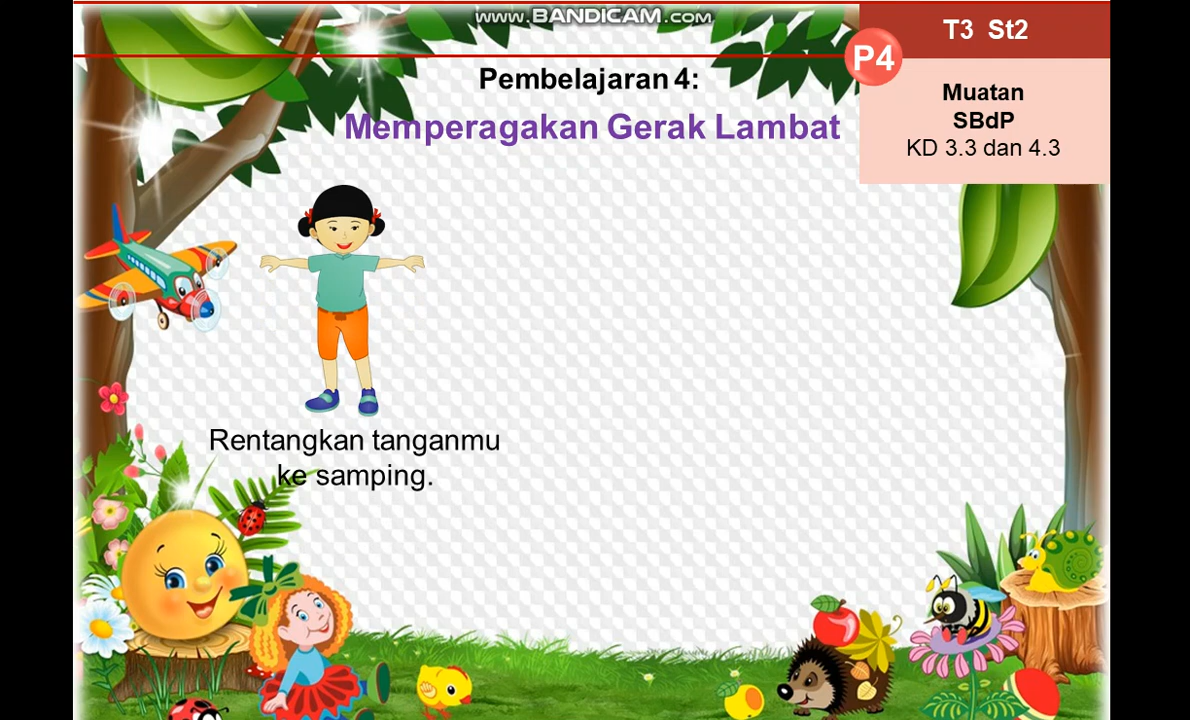 www.BANDICAM.com
T3 St2
P4
Muatan
SBdP
KD 3.3 dan 4.3
Pembelajaran 4:
Memperagakan Gerak Lambat
Rentangkan tanganmu
ke samping.